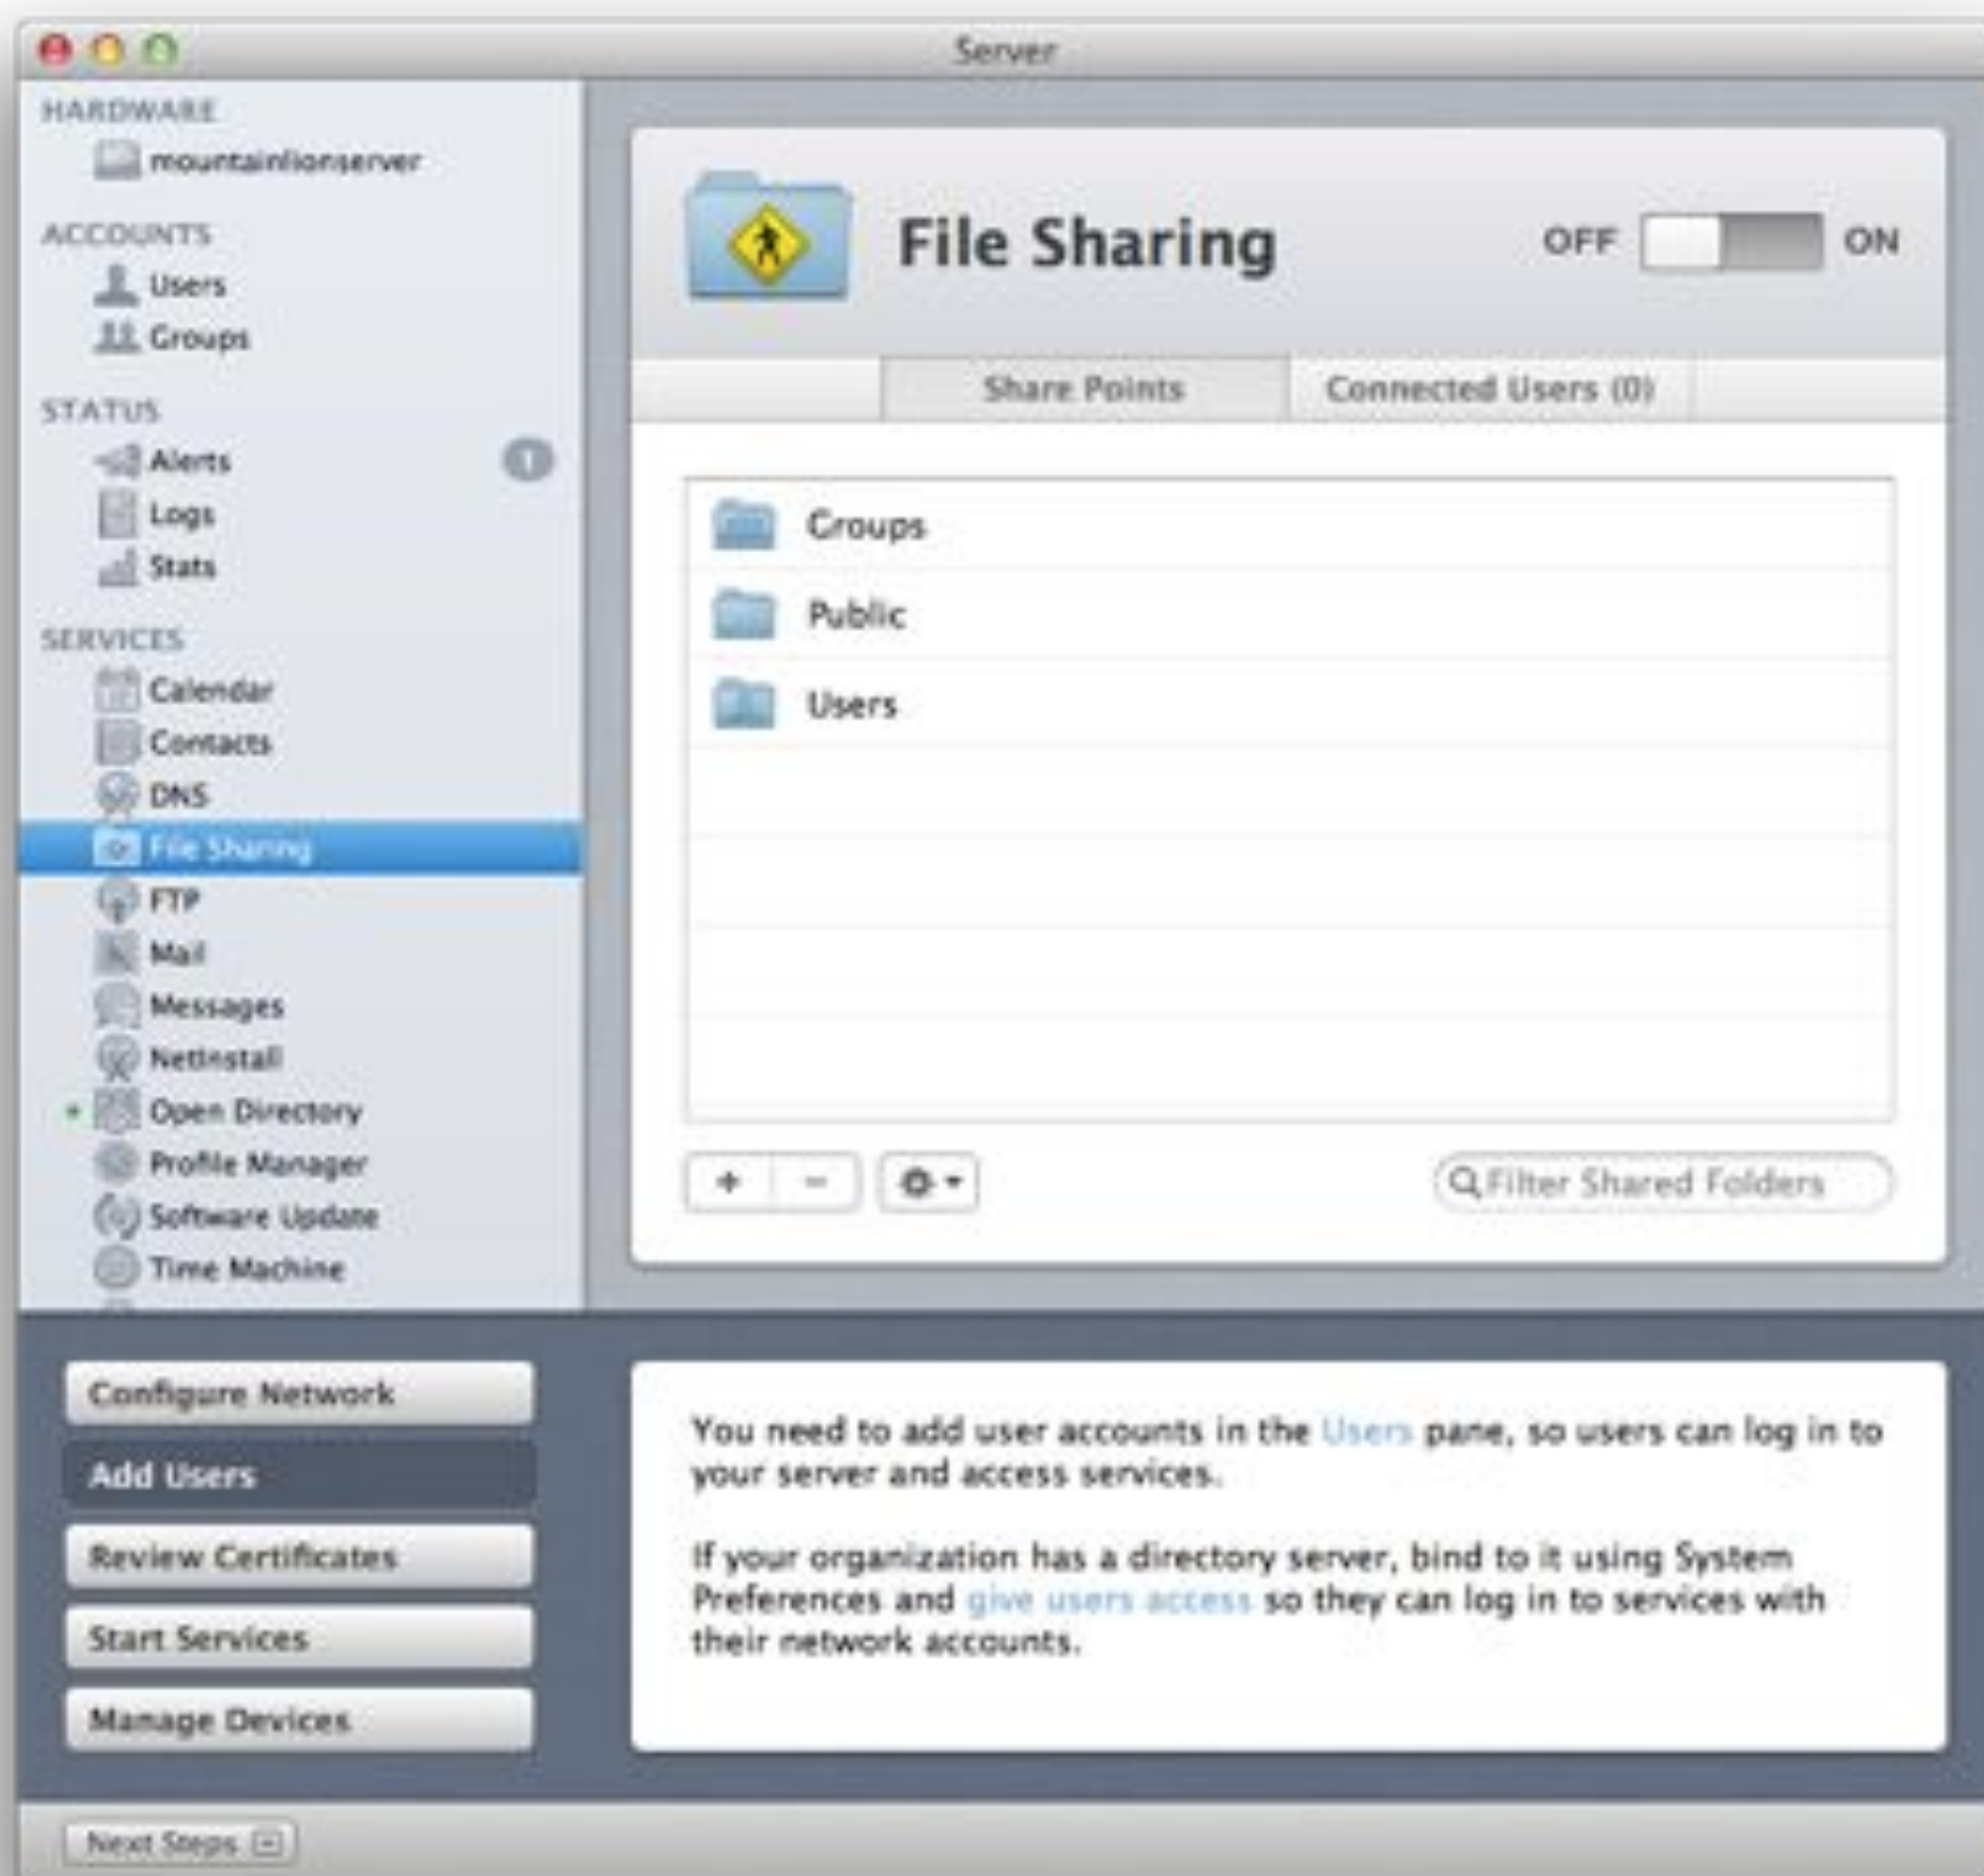 Server
HARDWARE
mountainlionserver
ACCOUNTS
Users
Groups
STATUS
Alerts 1
Logs
Stats
SERVICES
Calendar
Contacts
DNS
File Sharing
FTP
Mail
Messages
NetInstall
Open Directory
Profile Manager
Software Update
Time Machine
File Sharing
OFF ON
Share Points Connected Users (0)
Groups
Public
Users
+ −
Filter Shared Folders
Configure Network
Add Users
Review Certificates
Start Services
Manage Devices
You need to add user accounts in the Users pane, so users can log in to
your server and access services.
If your organization has a directory server, bind to it using System
Preferences and give users access so they can log in to services with
their network accounts.
Next Steps